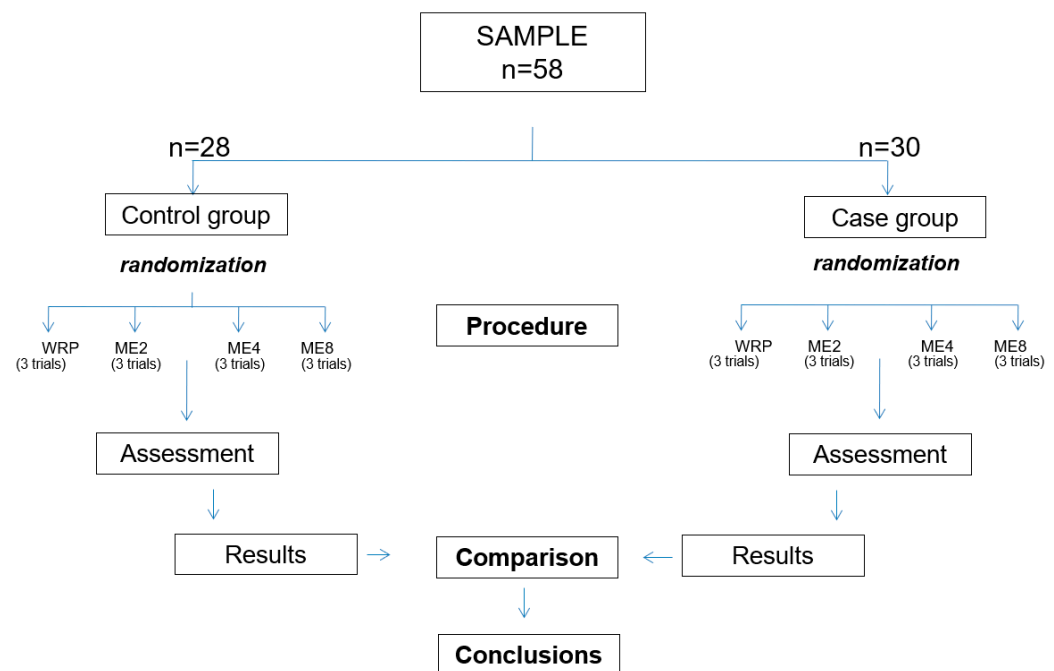 SAMPLE
n=58
n=28
n=30
Control group
Case group
randomization
randomization
Procedure
WRP
(3 trials)
ME2
(3 trials)
ME4
(3 trials)
ME8
(3 trials)
WRP
(3 trials)
ME2
(3 trials)
ME4
(3 trials)
ME8
(3 trials)
Assessment
Assessment
Results
Comparison
Results
Conclusions